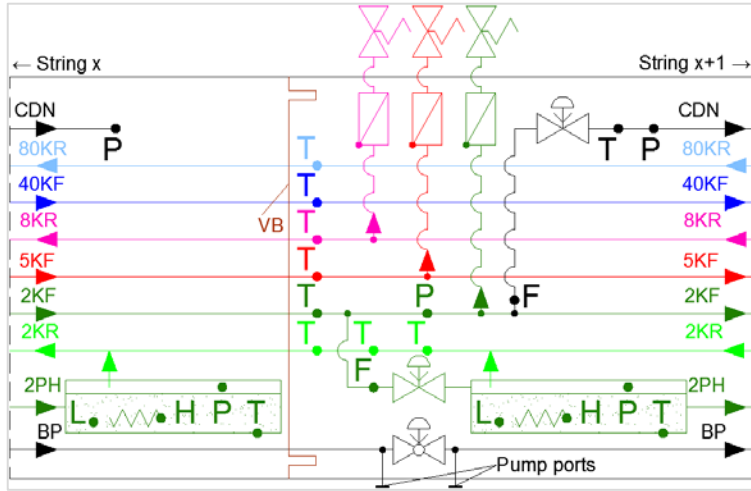 ← String x String x+1 →
CDN CDN
P T P
80KR T 80KR
40KF T 40KF
8KR VB T 8KR
5KF T 5KF
F
2KF T P 2KF
2KR T T T 2KR
F
2PH L H P T L H P T 2PH
BP BP
Pump ports